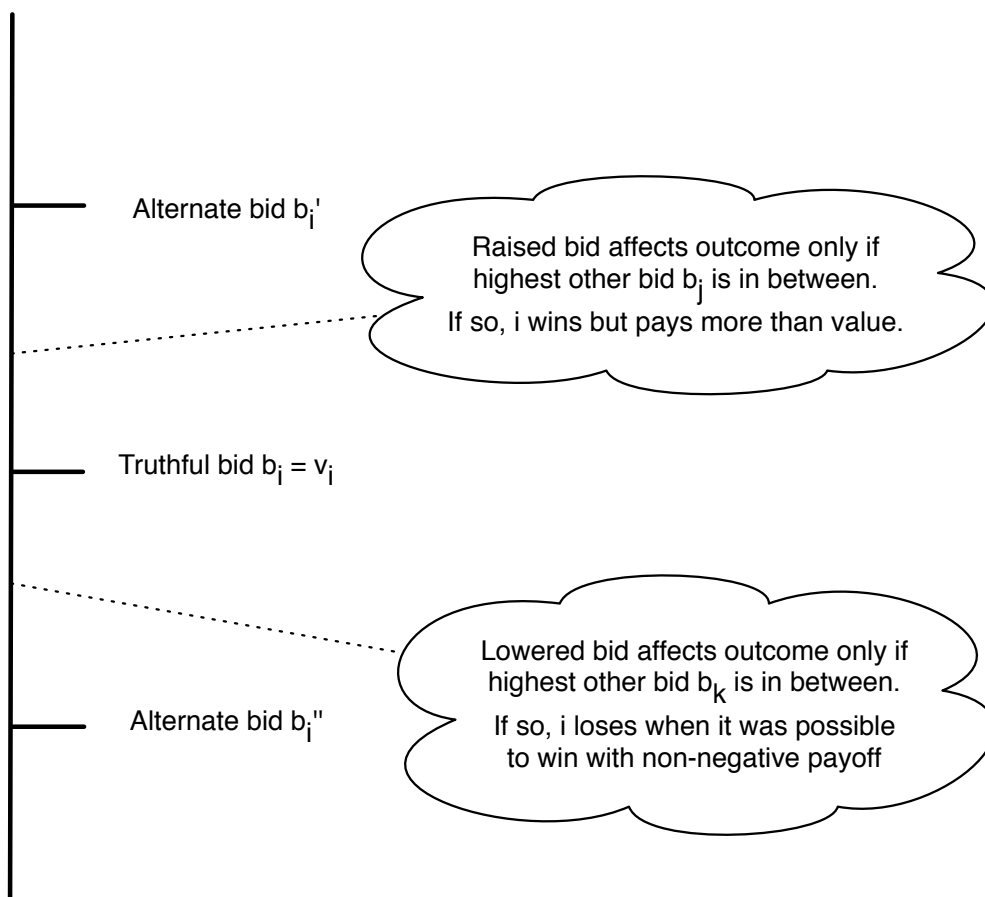 Alternate bid bi'
Raised bid affects outcome only if
highest other bid bj is in between.
If so, i wins but pays more than value.
Truthful bid bi = vi
Lowered bid affects outcome only if
highest other bid bk is in between.
If so, i loses when it was possible
to win with non-negative payoff
Alternate bid bi"